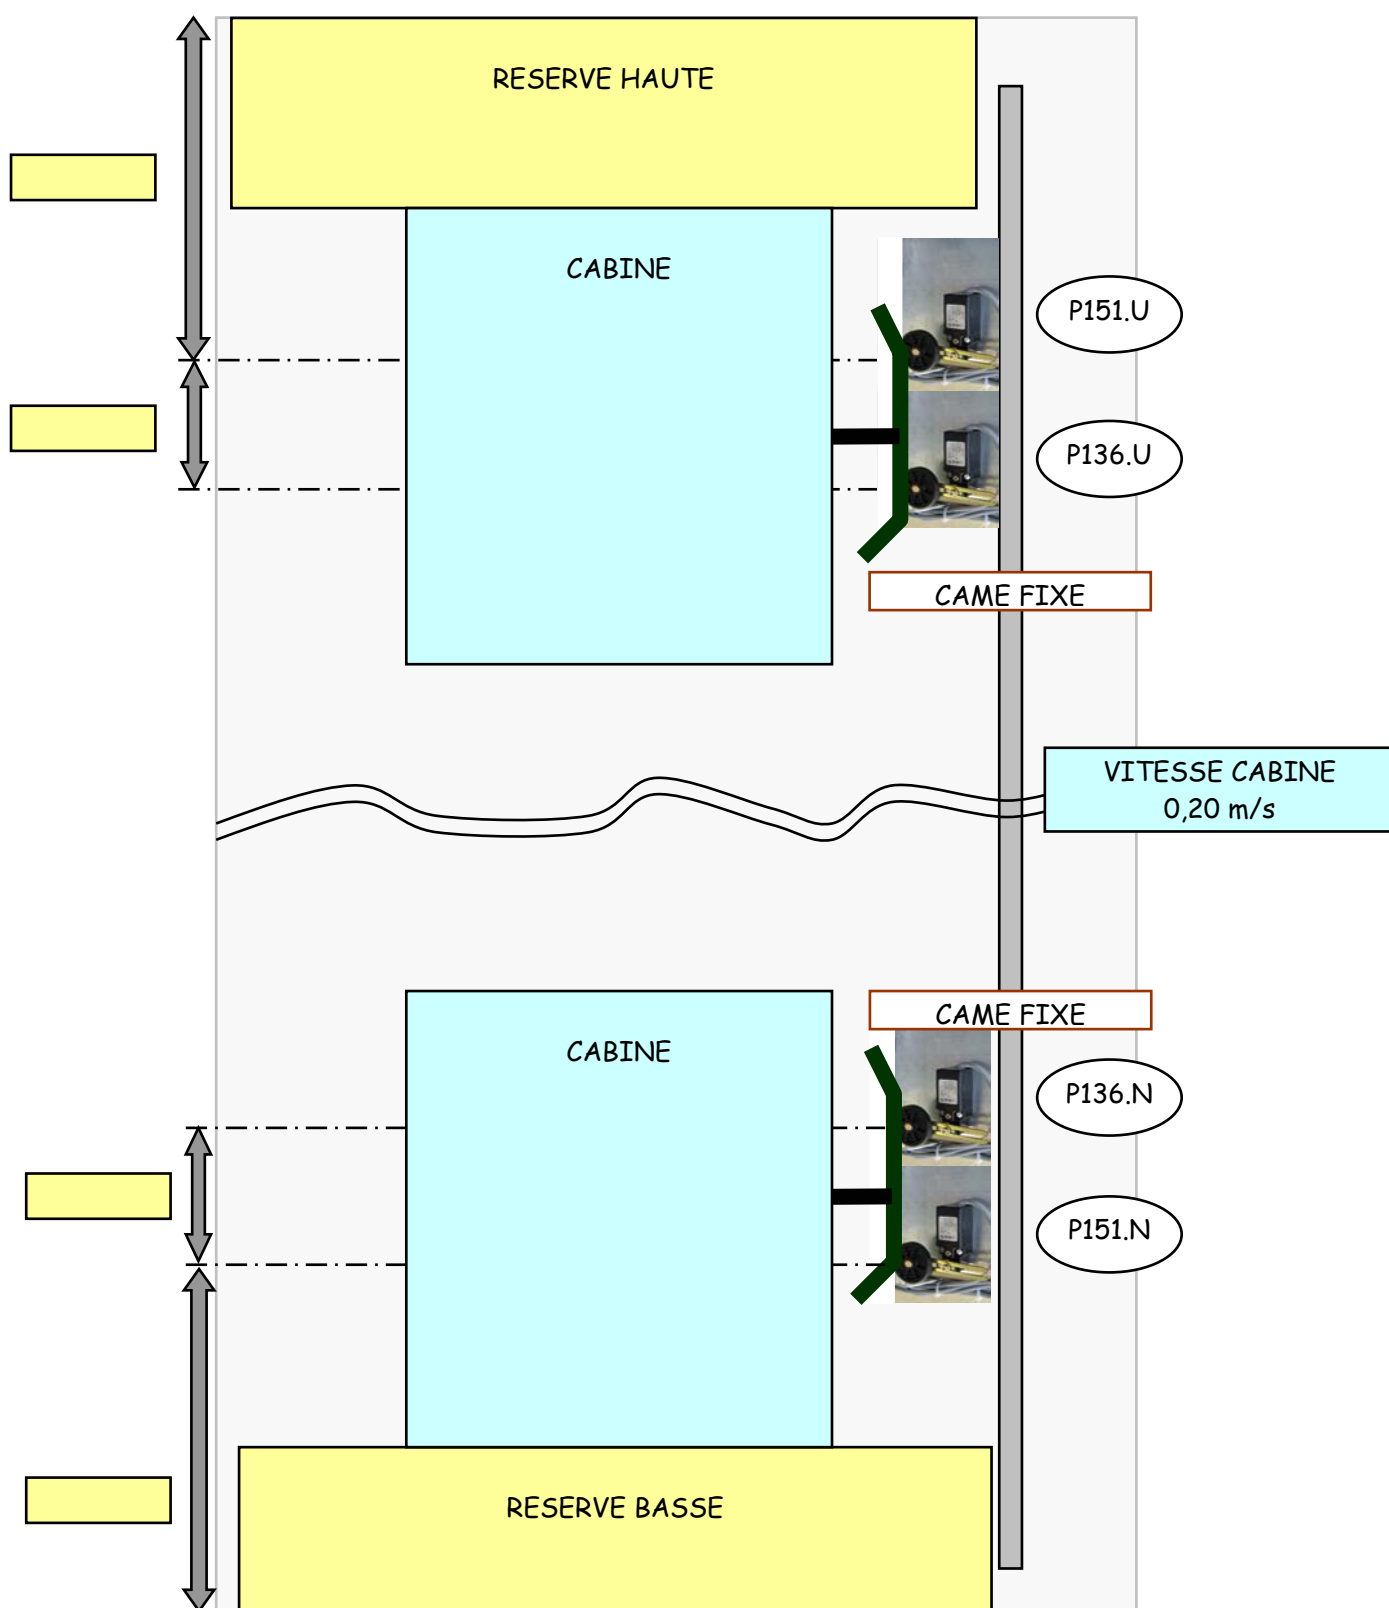 RESERVE HAUTE
CABINE
P151.U
P136.U
CAME FIXE
VITESSE CABINE
0,20 m/s
CAME FIXE
CABINE
P136.N
P151.N
RESERVE BASSE